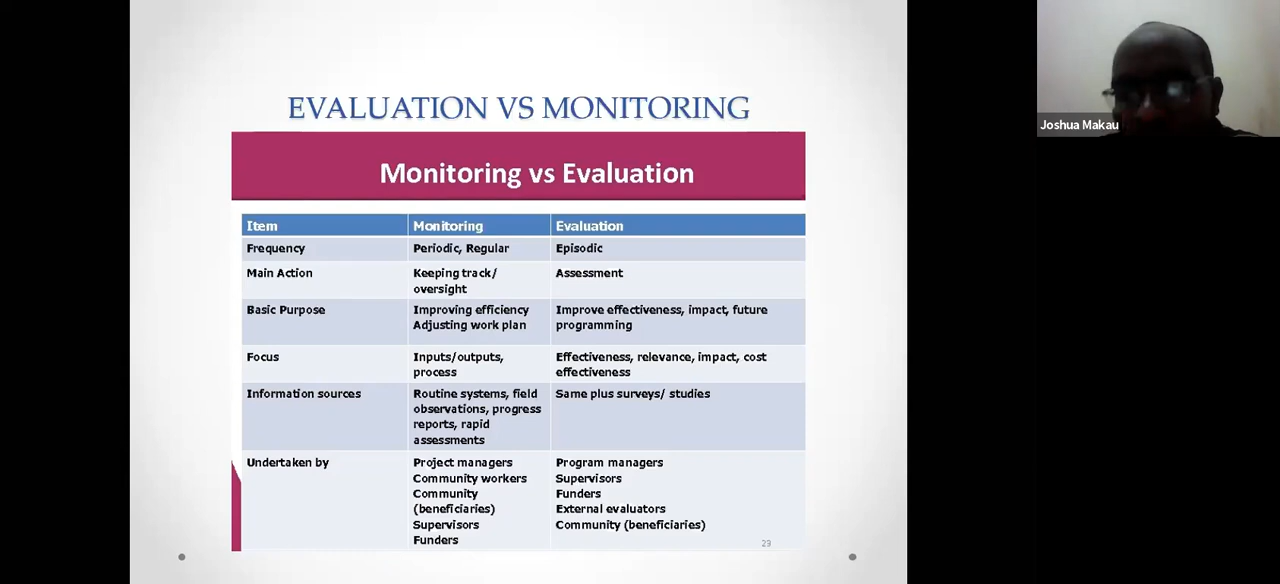 EVALUATION VS MONITORING
Monitoring vs Evaluation
Item Monitoring Evaluation
Frequency Periodic, Regular Episodic
Main Action Keeping track/ Assessment
oversight
Basic Purpose Improving efficiency Improve effectiveness, impact, future
Adjusting work plan programming
Focus Inputs/outputs, Effectiveness, relevance, impact, cost
process effectiveness
Information sources Routine systems, field Same plus surveys/ studies
observations, progress
reports, rapid
assessments
Undertaken by Project managers Program managers
Community workers Supervisors
Community Funders
(beneficiaries) External evaluators
Supervisors Community (beneficiaries)
Funders
23
Joshua Makau